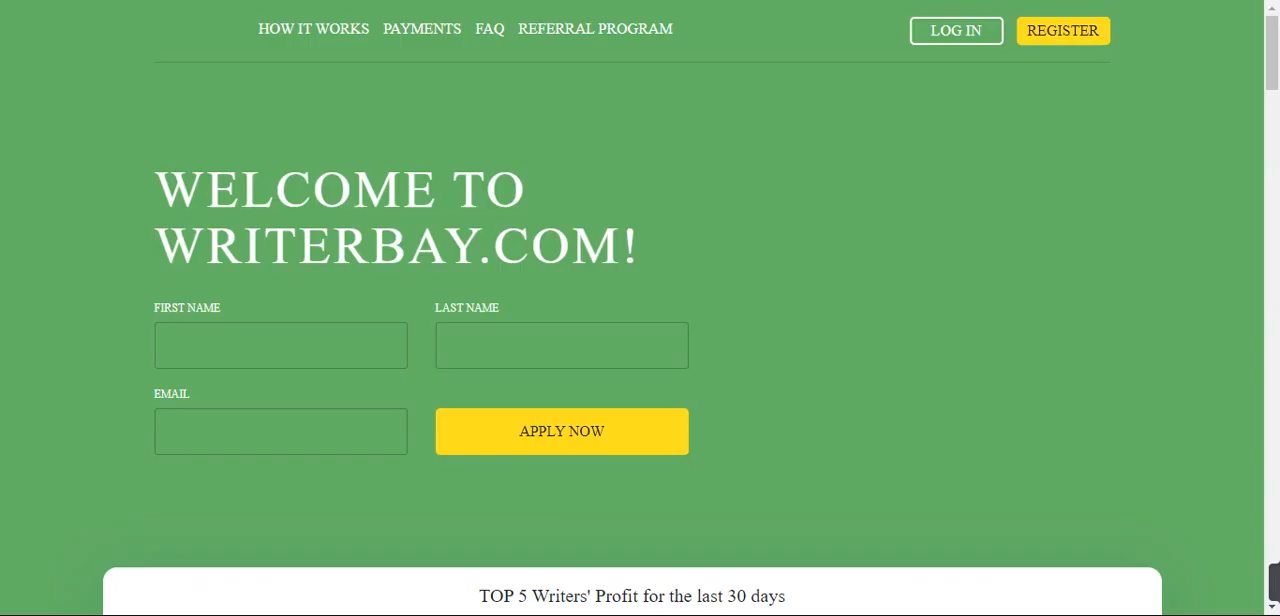 HOW IT WORKS PAYMENTS FAQ REFERRAL PROGRAM LOG IN REGISTER
WELCOME TO
WRITERBAY.COM!
FIRST NAME LAST NAME
EMAIL
APPLY NOW
TOP 5 Writers' Profit for the last 30 days